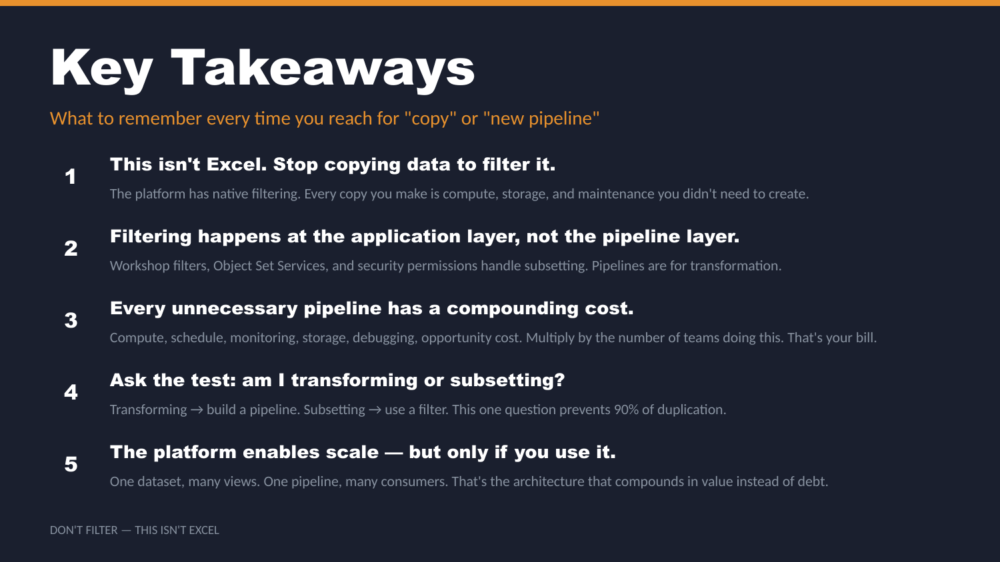 Key Takeaways
What to remember every time you reach for "copy" or "new pipeline"
1
This isn't Excel. Stop copying data to filter it.
The platform has native filtering. Every copy you make is compute, storage, and maintenance you didn't need to create.
2
Filtering happens at the application layer, not the pipeline layer.
Workshop filters, Object Set Services, and security permissions handle subsetting. Pipelines are for transformation.
3
Every unnecessary pipeline has a compounding cost.
Compute, schedule, monitoring, storage, debugging, opportunity cost. Multiply by the number of teams doing this. That's your bill.
4
Ask the test: am I transforming or subsetting?
Transforming → build a pipeline. Subsetting → use a filter. This one question prevents 90% of duplication.
5
The platform enables scale — but only if you use it.
One dataset, many views. One pipeline, many consumers. That's the architecture that compounds in value instead of debt.
DON'T FILTER — THIS ISN'T EXCEL